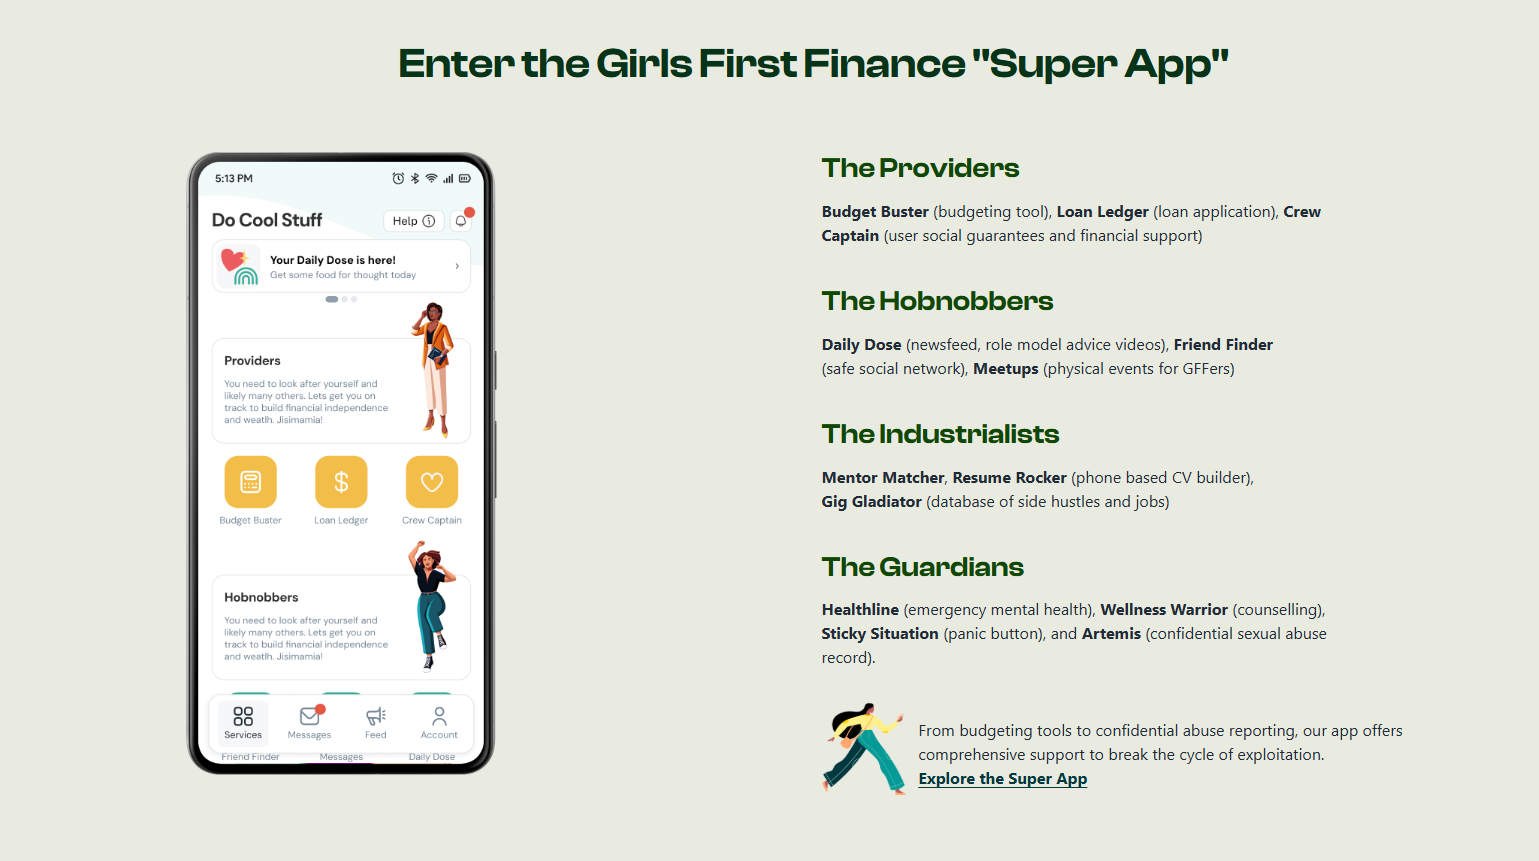 Enter the Girls First Finance "Super App"
5:13 PM
Do Cool Stuff
Help
Your Daily Dose is here!
Get some food for thought today
Providers
You need to look after yourself and
likely many others. Lets get you on
track to build financial independence
and weatlh. Jisimamia!
Budget Buster
Loan Ledger
Crew Captain
Hobnobbers
You need to look after yourself and
likely many others. Lets get you on
track to build financial independence
and weatlh. Jisimamia!
Services
Messages
Feed
Account
Friend Finder
Messages
Daily Dose
The Providers
Budget Buster (budgeting tool), Loan Ledger (loan application), Crew
Captain (user social guarantees and financial support)
The Hobnobbers
Daily Dose (newsfeed, role model advice videos), Friend Finder
(safe social network), Meetups (physical events for GFFers)
The Industrialists
Mentor Matcher, Resume Rocker (phone based CV builder),
Gig Gladiator (database of side hustles and jobs)
The Guardians
Healthline (emergency mental health), Wellness Warrior (counselling),
Sticky Situation (panic button), and Artemis (confidential sexual abuse
record).
From budgeting tools to confidential abuse reporting, our app offers
comprehensive support to break the cycle of exploitation.
Explore the Super App